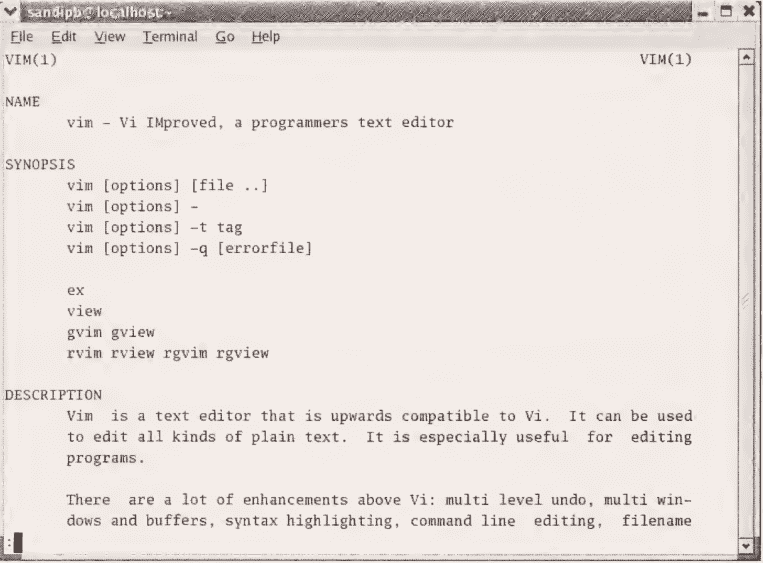 sandipb@localhost:~
File Edit View Terminal Go Help
VIM(1) VIM(1)
NAME
vim - Vi IMproved, a programmers text editor
SYNOPSIS
vim [options] [file ..]
vim [options] -
vim [options] -t tag
vim [options] -q [errorfile]
ex
view
gvim gview
rvim rview rgvim rgview
DESCRIPTION
Vim is a text editor that is upwards compatible to Vi. It can be used
to edit all kinds of plain text. It is especially useful for editing
programs.
There are a lot of enhancements above Vi: multi level undo, multi win-
dows and buffers, syntax highlighting, command line editing, filename
: